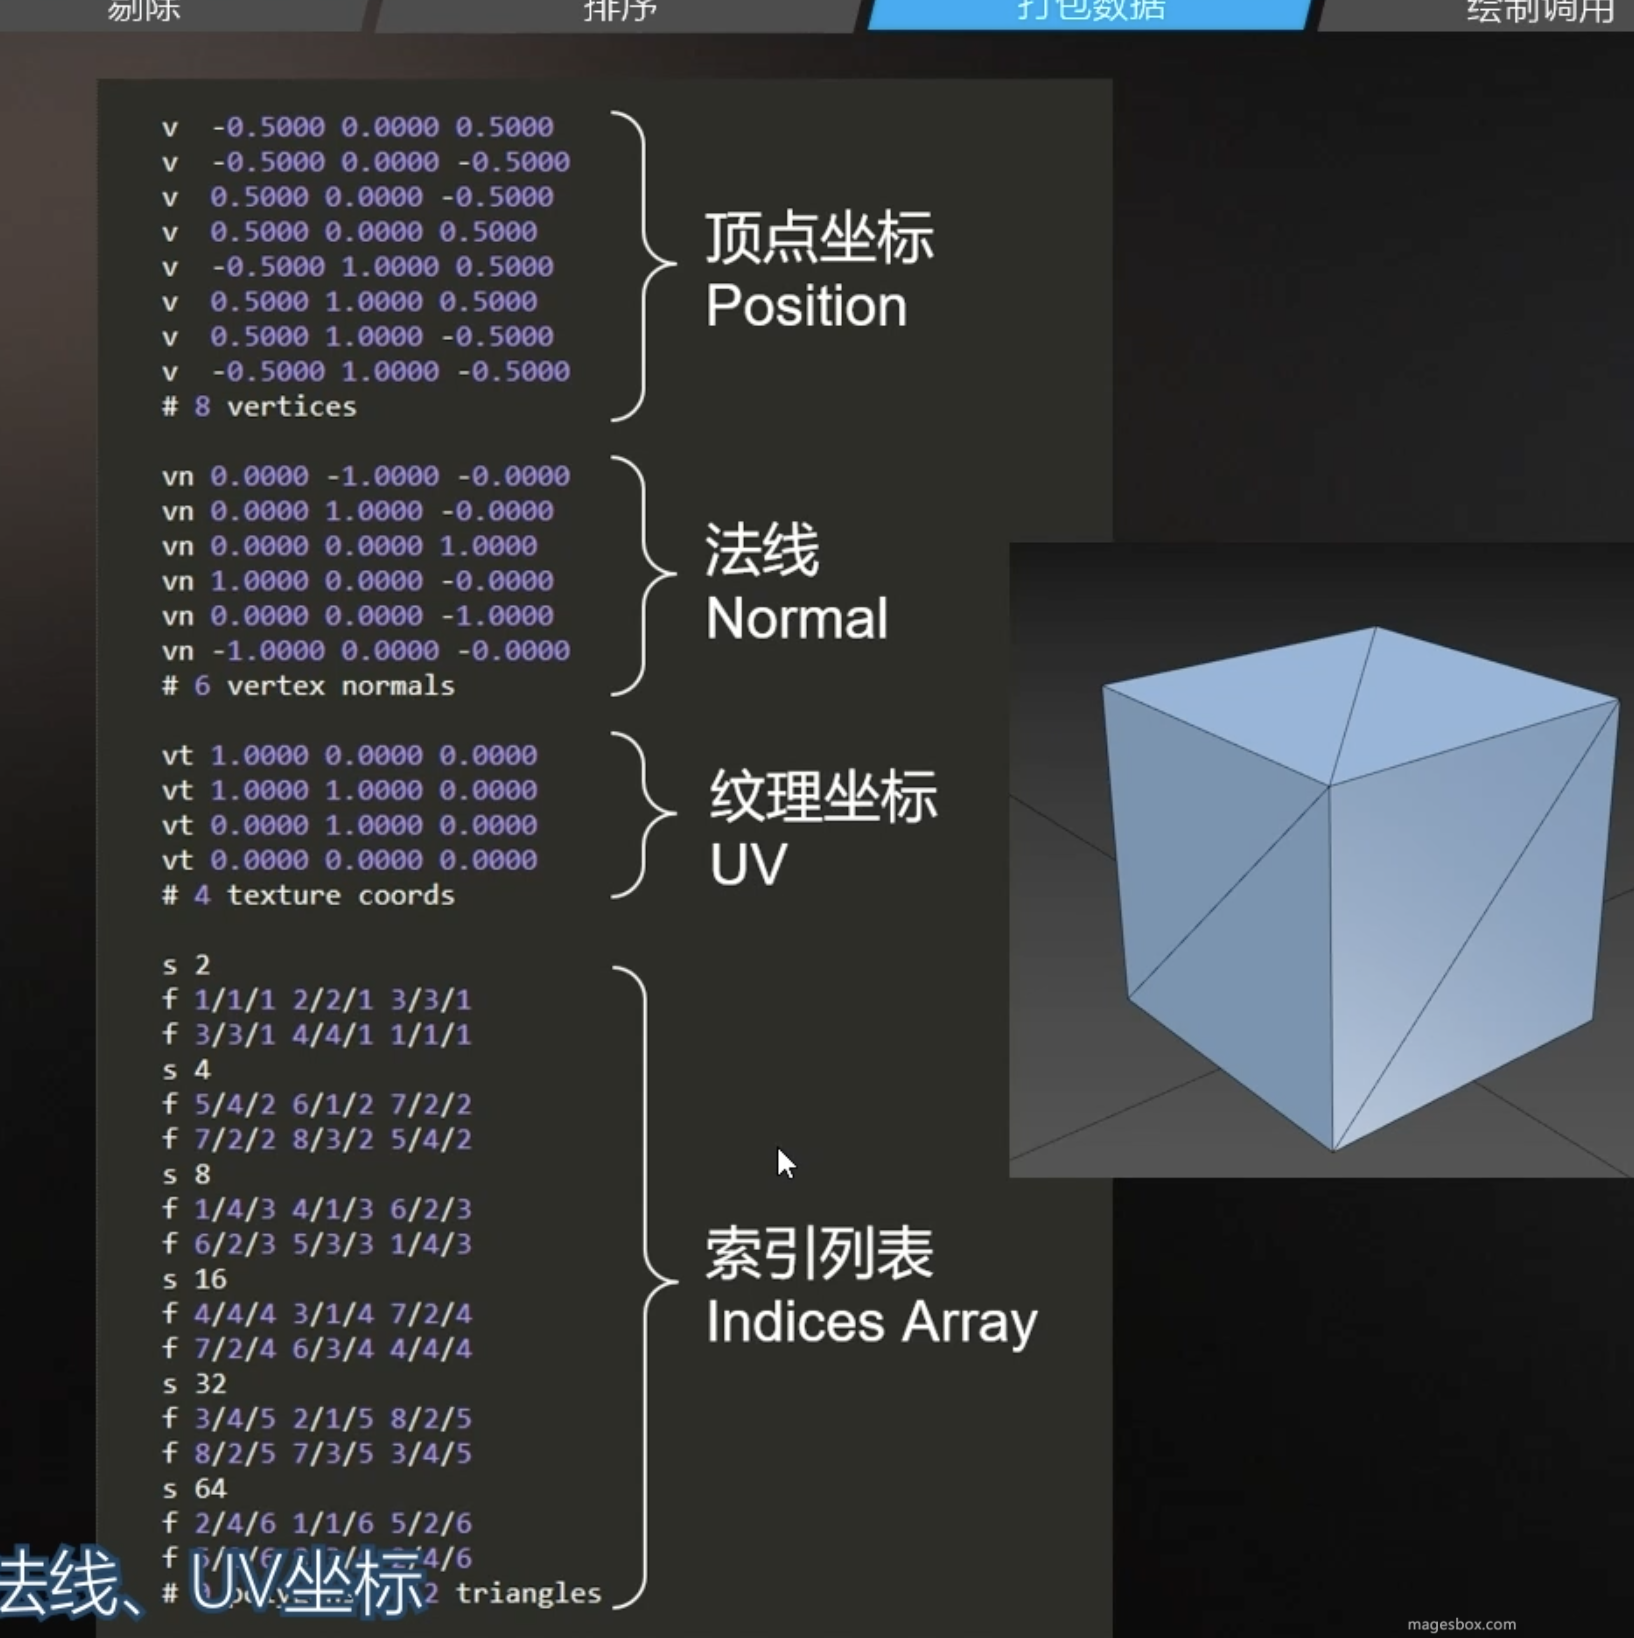 剔除
排序
打包数据
绘制调用
v -0.5000 0.0000 0.5000
v -0.5000 0.0000 -0.5000
v 0.5000 0.0000 -0.5000
v 0.5000 0.0000 0.5000
v -0.5000 1.0000 0.5000
v 0.5000 1.0000 0.5000
v 0.5000 1.0000 -0.5000
v -0.5000 1.0000 -0.5000
# 8 vertices
顶点坐标
Position
vn 0.0000 -1.0000 -0.0000
vn 0.0000 1.0000 -0.0000
vn 0.0000 0.0000 1.0000
vn 1.0000 0.0000 -0.0000
vn 0.0000 0.0000 -1.0000
vn -1.0000 0.0000 -0.0000
# 6 vertex normals
法线
Normal
vt 1.0000 0.0000 0.0000
vt 1.0000 1.0000 0.0000
vt 0.0000 1.0000 0.0000
vt 0.0000 0.0000 0.0000
# 4 texture coords
纹理坐标
UV
s 2
f 1/1/1 2/2/1 3/3/1
f 3/3/1 4/4/1 1/1/1
s 4
f 5/4/2 6/1/2 7/2/2
f 7/2/2 8/3/2 5/4/2
s 8
f 1/4/3 4/1/3 6/2/3
f 6/2/3 5/3/3 1/4/3
s 16
f 4/4/4 3/1/4 7/2/4
f 7/2/4 6/3/4 4/4/4
s 32
f 3/4/5 2/1/5 8/2/5
f 8/2/5 7/3/5 3/4/5
s 64
f 2/4/6 1/1/6 5/2/6
f
# triangles
索引列表
Indices Array
法线、UV坐标
magesbox.com